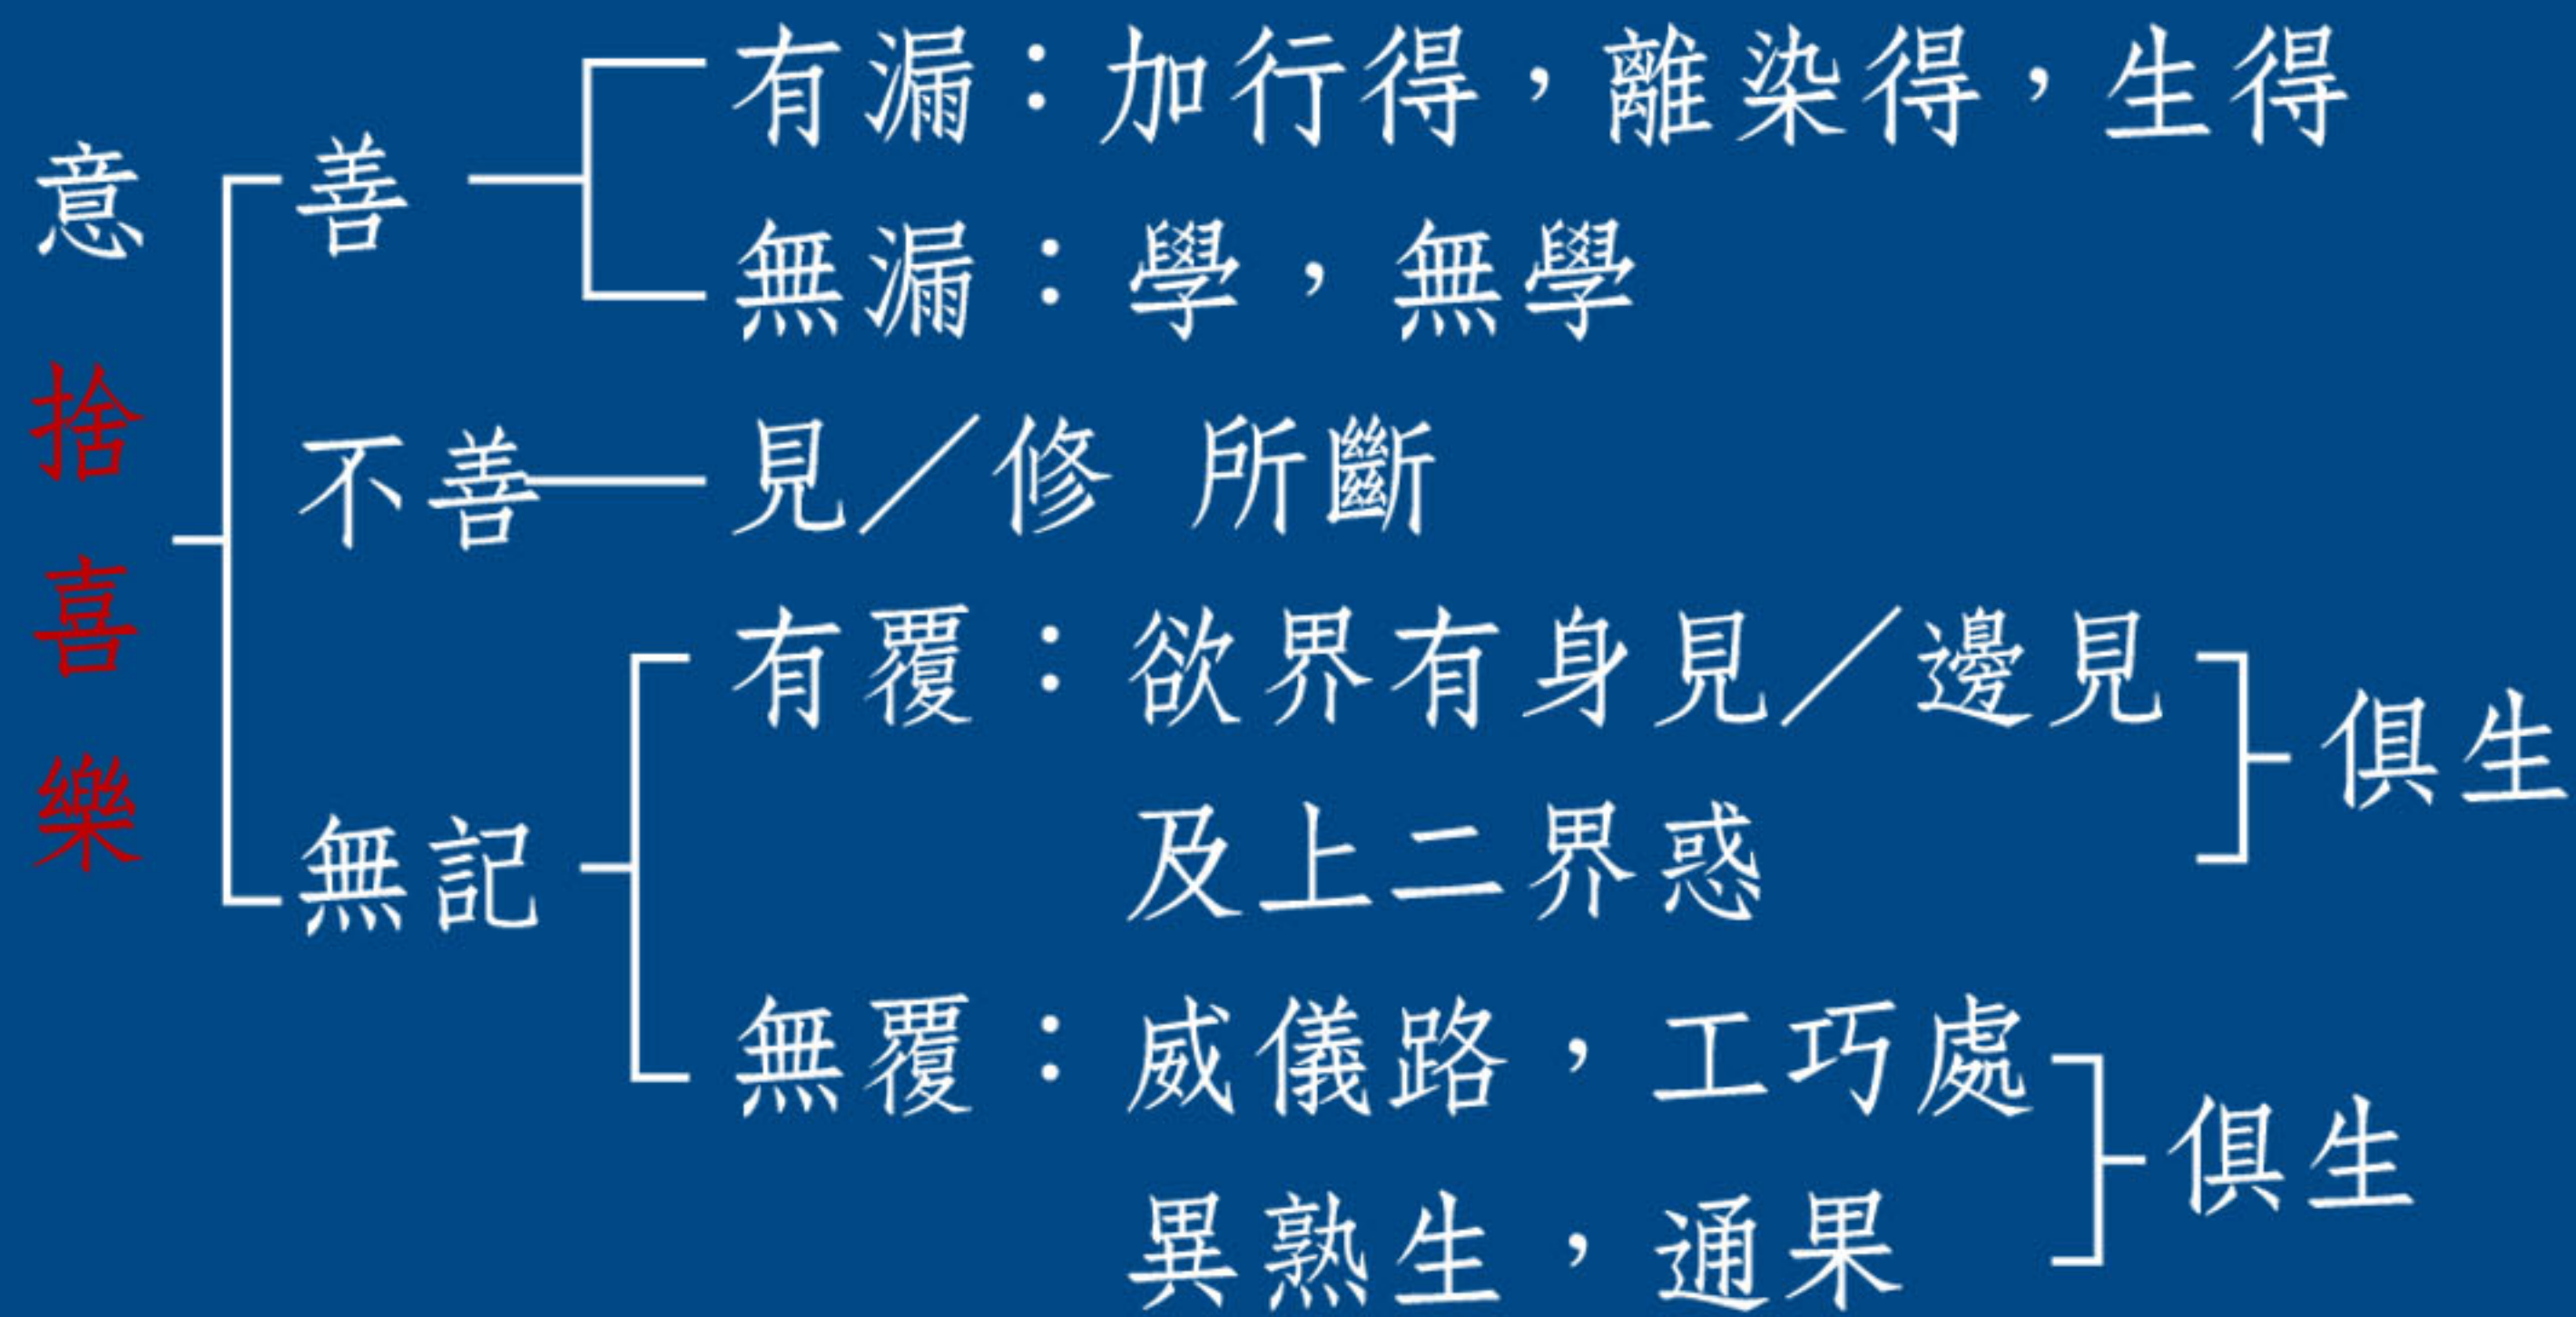 意
捨
喜
樂
善
有漏：加行得，離染得，生得
無漏：學，無學
不善
見／修 所斷
無記
有覆：欲界有身見／邊見
及上二界惑
俱生
無覆：威儀路，工巧處
異熟生，通果
俱生